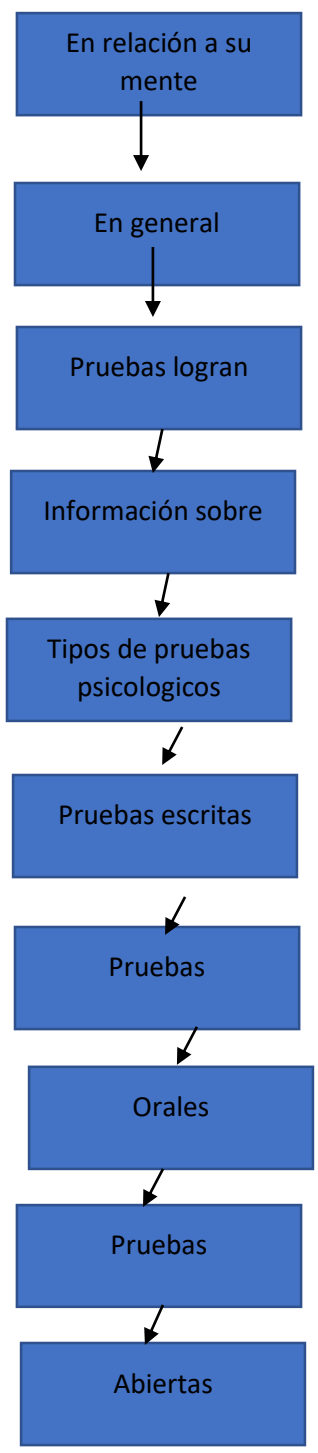 En relación a su
mente
En general
Pruebas logran
Información sobre
Tipos de pruebas
psicologicos
Pruebas escritas
Pruebas
Orales
Pruebas
Abiertas